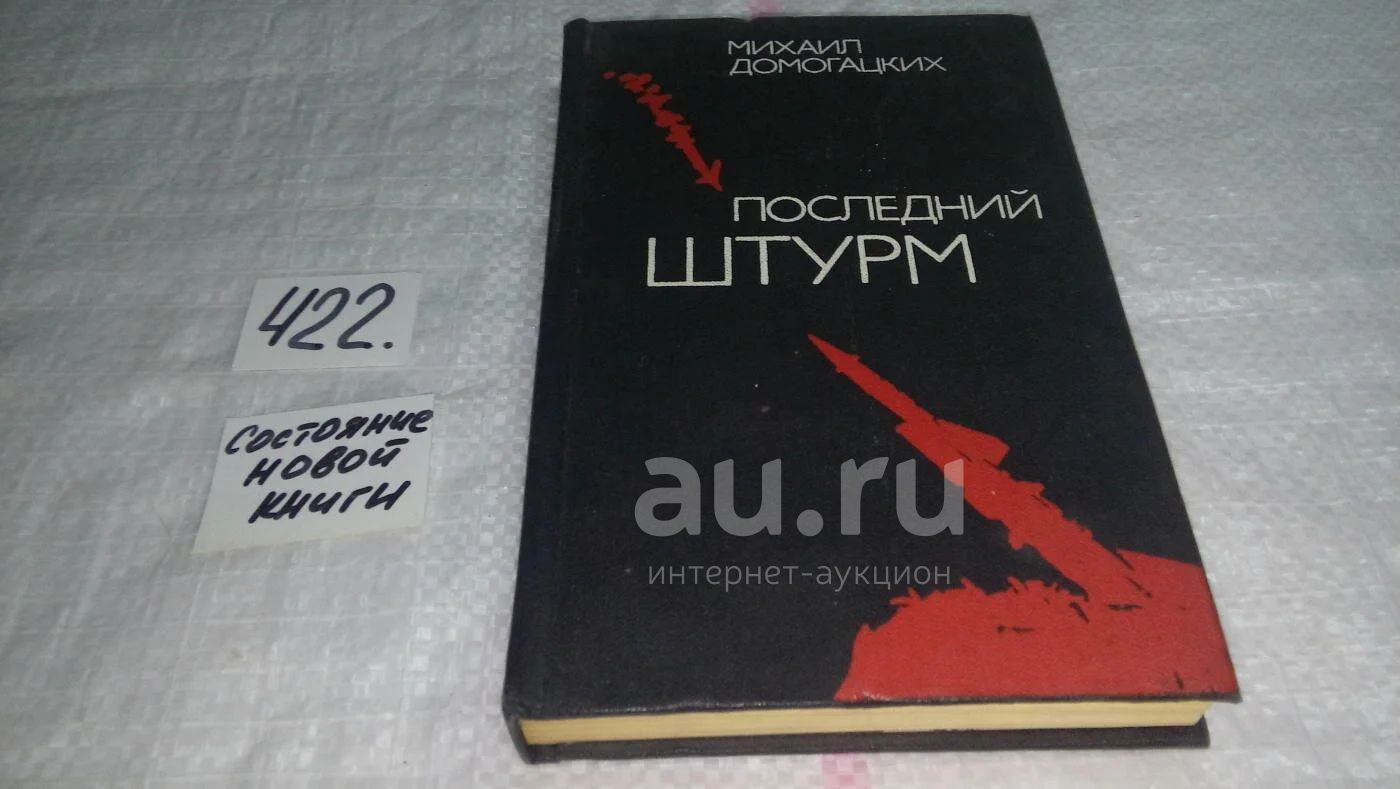 МИХАИЛ
ДОМОГАЦКИХ
ПОСЛЕДНИЙ
ШТУРМ
422.
Состояние
новой
книги
au.ru
интернет-аукцион